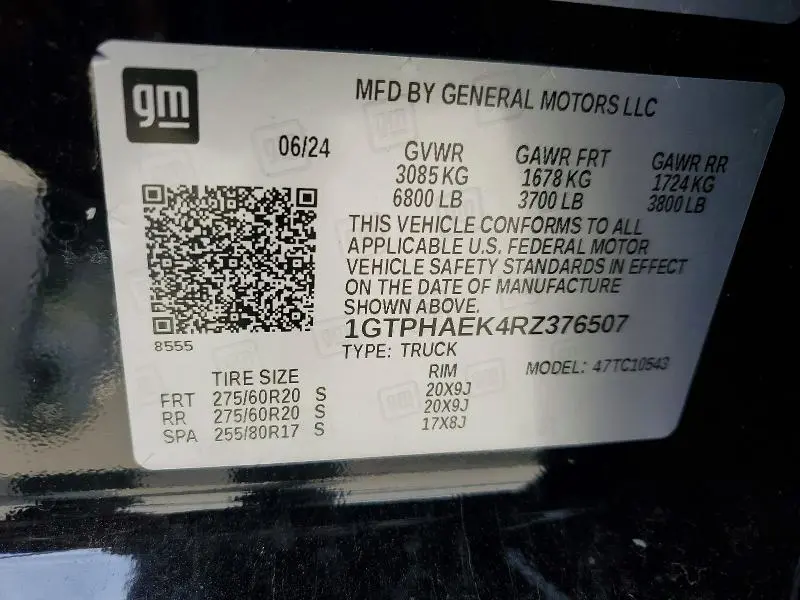 gm
MFD BY GENERAL MOTORS LLC
06/24
GVWR GAWR FRT GAWR RR
3085 KG 1678 KG 1724 KG
6800 LB 3700 LB 3800 LB
THIS VEHICLE CONFORMS TO ALL
APPLICABLE U.S. FEDERAL MOTOR
VEHICLE SAFETY STANDARDS IN EFFECT
ON THE DATE OF MANUFACTURE
SHOWN ABOVE.
8555
1GTPHAEK4RZ376507
TYPE: TRUCK
MODEL: 47TC10543
TIRE SIZE RIM
FRT 275/60R20 S 20X9J
RR 275/60R20 S 20X9J
SPA 255/80R17 S 17X8J